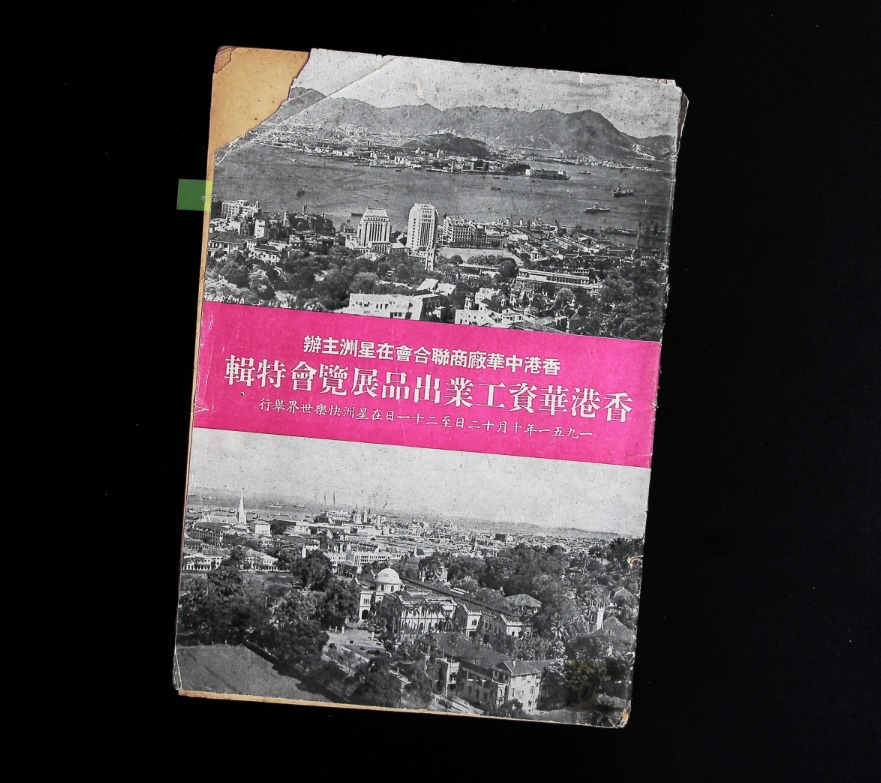 香港中華廠商聯合會在星洲主辦
香港華資工業出品展覽會特輯
一九五一年十月十二日至二十一日在星洲快樂世界舉行